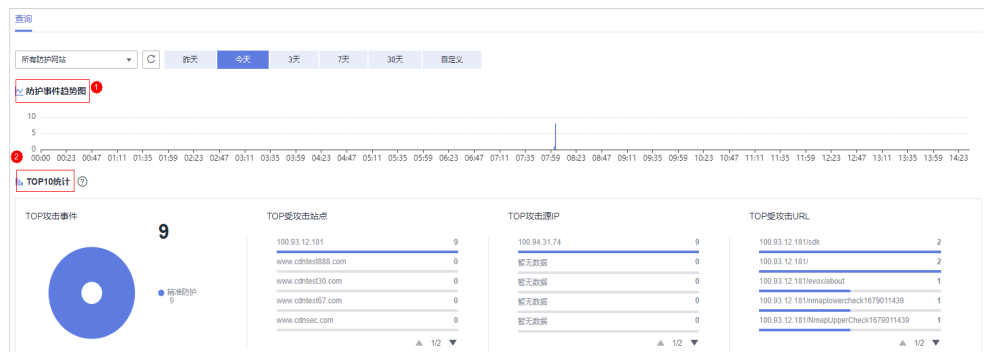 查询
所有防护网站 昨天 今天 3天 7天 30天 自定义
防护事件趋势图 1
10
5
0
2 00:00 00:23 00:47 01:11 01:35 01:59 02:23 02:47 03:11 03:35 03:59 04:23 04:47 05:11 05:35 05:59 06:23 06:47 07:11 07:35 07:59 08:23 08:47 09:11 09:35 09:59 10:23 10:47 11:11 11:35 11:59 12:23 12:47 13:11 13:35 13:59 14:23
TOP10统计 ?
TOP攻击事件
9
精准防护
9
TOP受攻击站点
100.93.12.181 9
www.cdntest888.com 0
www.cdntest30.com 0
www.cdntest67.com 0
www.cdnsec.com 0
1/2
TOP攻击源IP
100.94.31.74 9
暂无数据 0
暂无数据 0
暂无数据 0
暂无数据 0
1/2
TOP受攻击URL
100.93.12.181/sdk 2
100.93.12.181/ 2
100.93.12.181/evox/about 1
100.93.12.181/nmaplowercheck1679011439 1
100.93.12.181/NmapUpperCheck1679011439 1
1/2